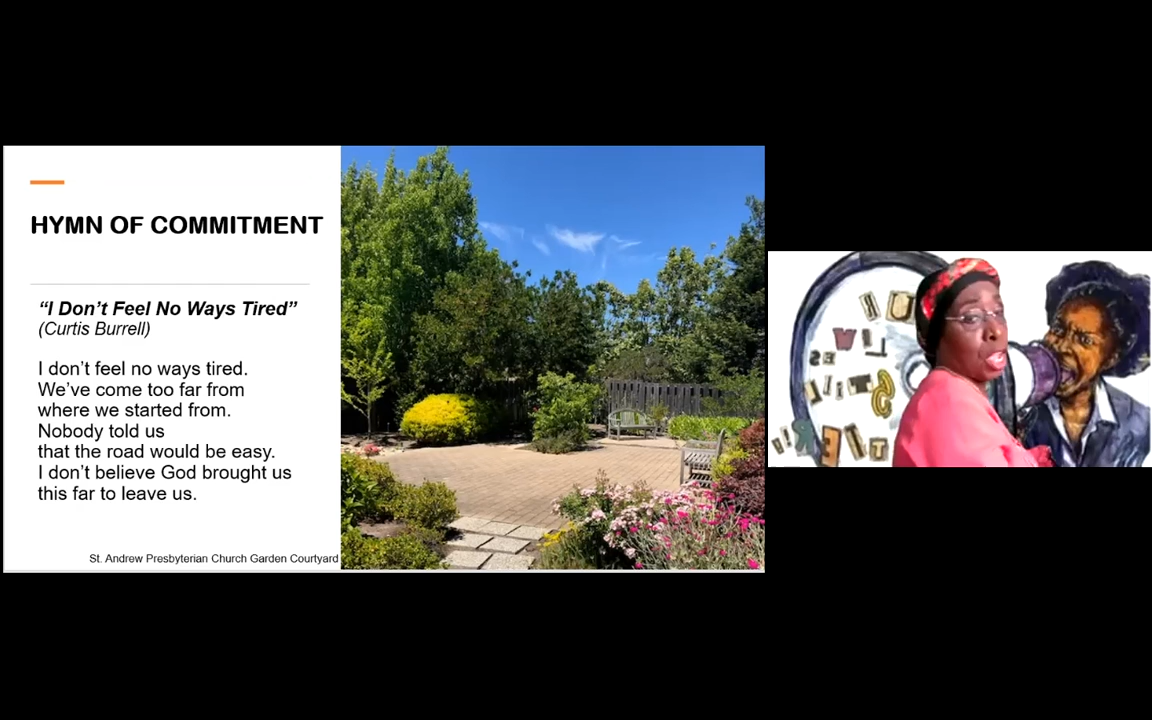 HYMN OF COMMITMENT
“I Don’t Feel No Ways Tired”
(Curtis Burrell)
I don’t feel no ways tired.
We’ve come too far from
where we started from.
Nobody told us
that the road would be easy.
I don’t believe God brought us
this far to leave us.
St. Andrew Presbyterian Church Garden Courtyard